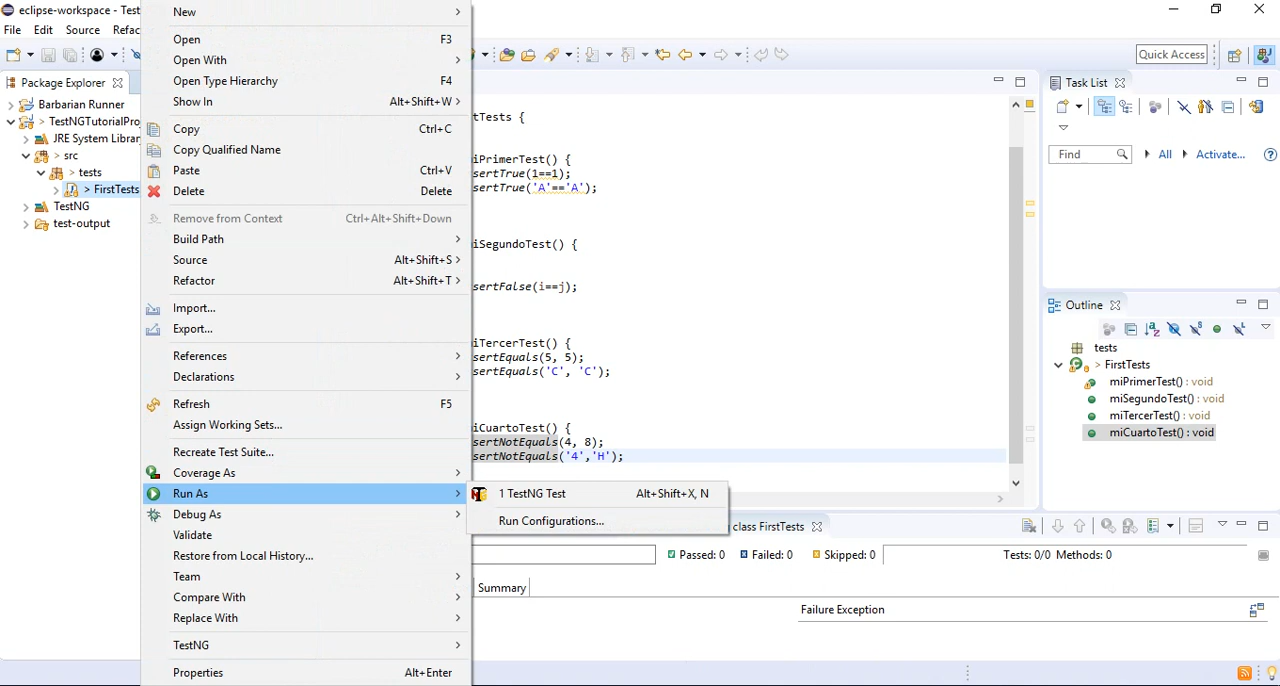 eclipse-workspace - Test
File Edit Source Refac
Quick Access
Package Explorer
Barbarian Runner
TestNGTutorialProj
JRE System Librar
> src
> tests
> FirstTests
TestNG
test-output
New
Open F3
Open With
Open Type Hierarchy F4
Show In Alt+Shift+W
Copy Ctrl+C
Copy Qualified Name
Paste Ctrl+V
Delete Delete
Remove from Context Ctrl+Alt+Shift+Down
Build Path
Source Alt+Shift+S
Refactor Alt+Shift+T
Import...
Export...
References
Declarations
Refresh F5
Assign Working Sets...
Recreate Test Suite...
Coverage As
Run As
Debug As
Validate
Restore from Local History...
Team
Compare With
Replace With
TestNG
Properties Alt+Enter
1 TestNG Test Alt+Shift+X, N
Run Configurations...
tTests {
iPrimerTest() {
sertTrue(1==1);
sertTrue('A'=='A');
iSegundoTest() {
sertFalse(i==j);
iTercerTest() {
sertEquals(5, 5);
sertEquals('C', 'C');
iCuartoTest() {
sertNotEquals(4, 8);
sertNotEquals('4','H');
Task List
Find All Activate...
Outline
tests
> FirstTests
miPrimerTest() : void
miSegundoTest() : void
miTercerTest() : void
miCuartoTest() : void
class FirstTests
Passed: 0 Failed: 0 Skipped: 0 Tests: 0/0 Methods: 0
Summary
Failure Exception